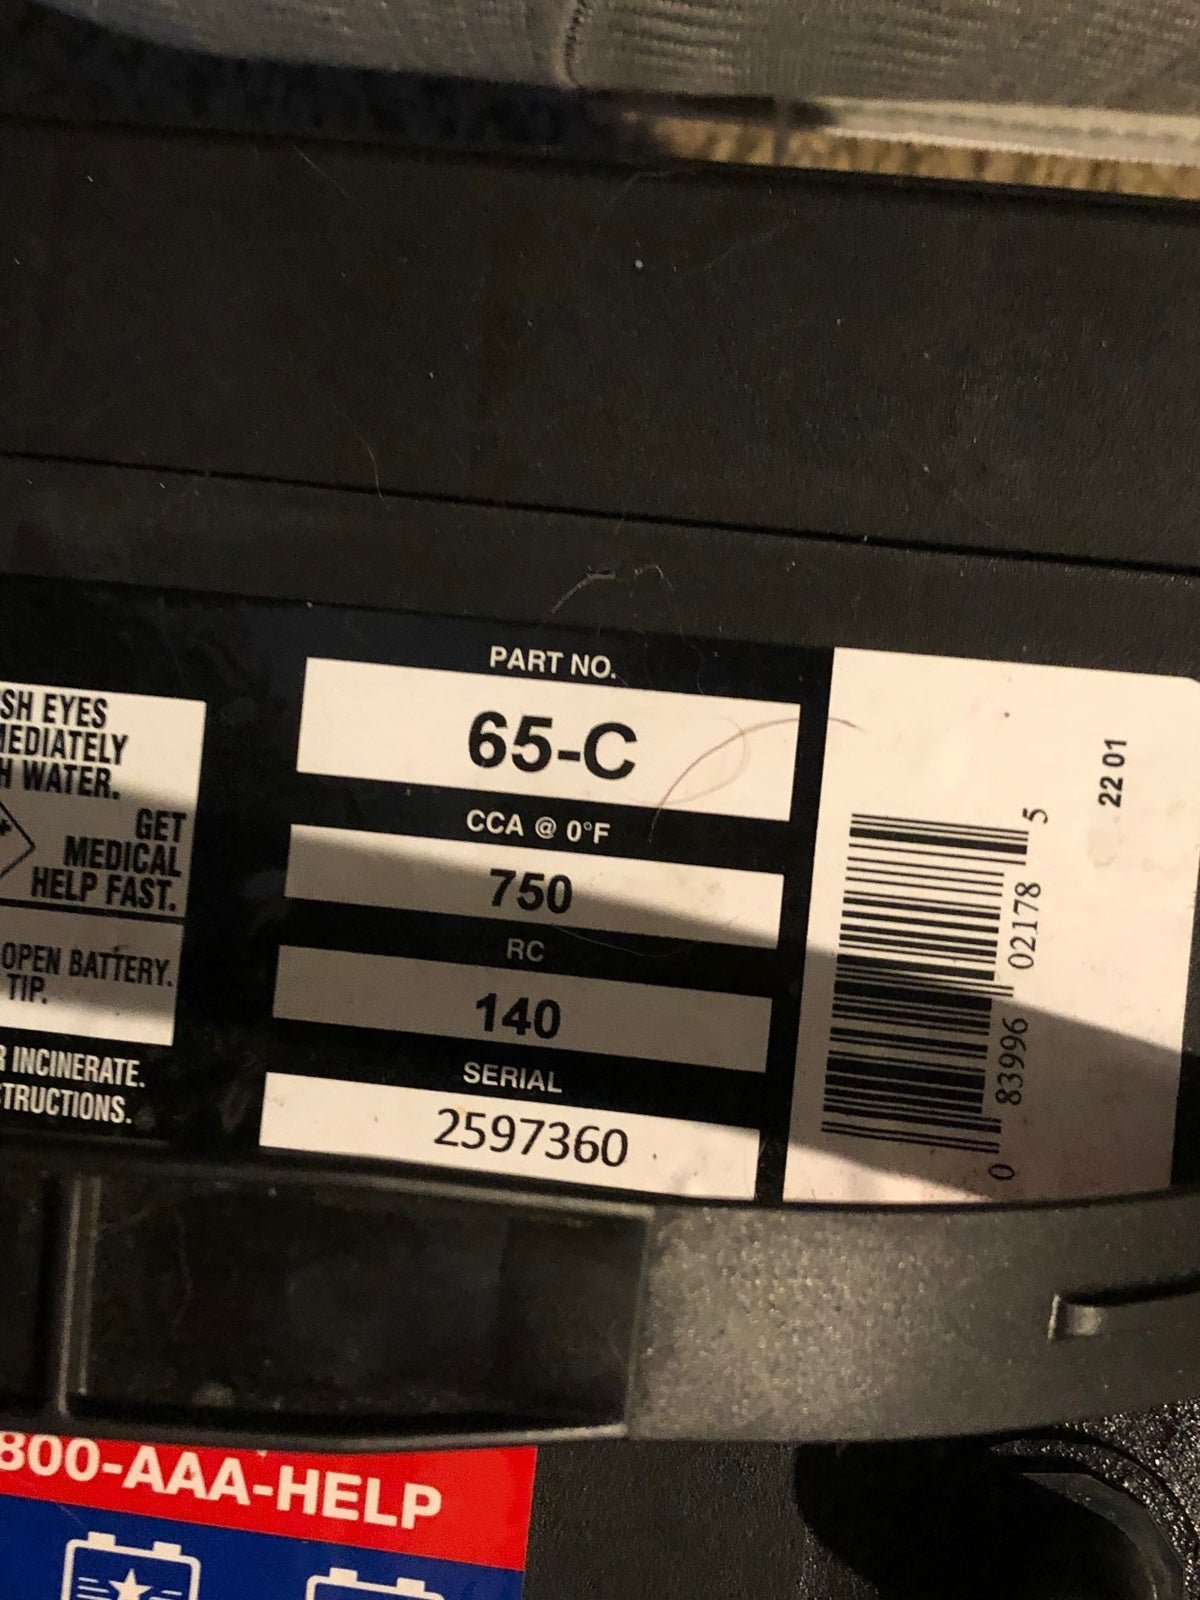 SH EYES
MEDIATELY
H WATER.
GET
MEDICAL
HELP FAST.
OPEN BATTERY.
TIP.
R INCINERATE.
TRUCTIONS.
PART NO.
65-C
CCA @ 0°F
750
RC
140
SERIAL
2597360
22 01
0 83996 02178 5
800-AAA-HELP